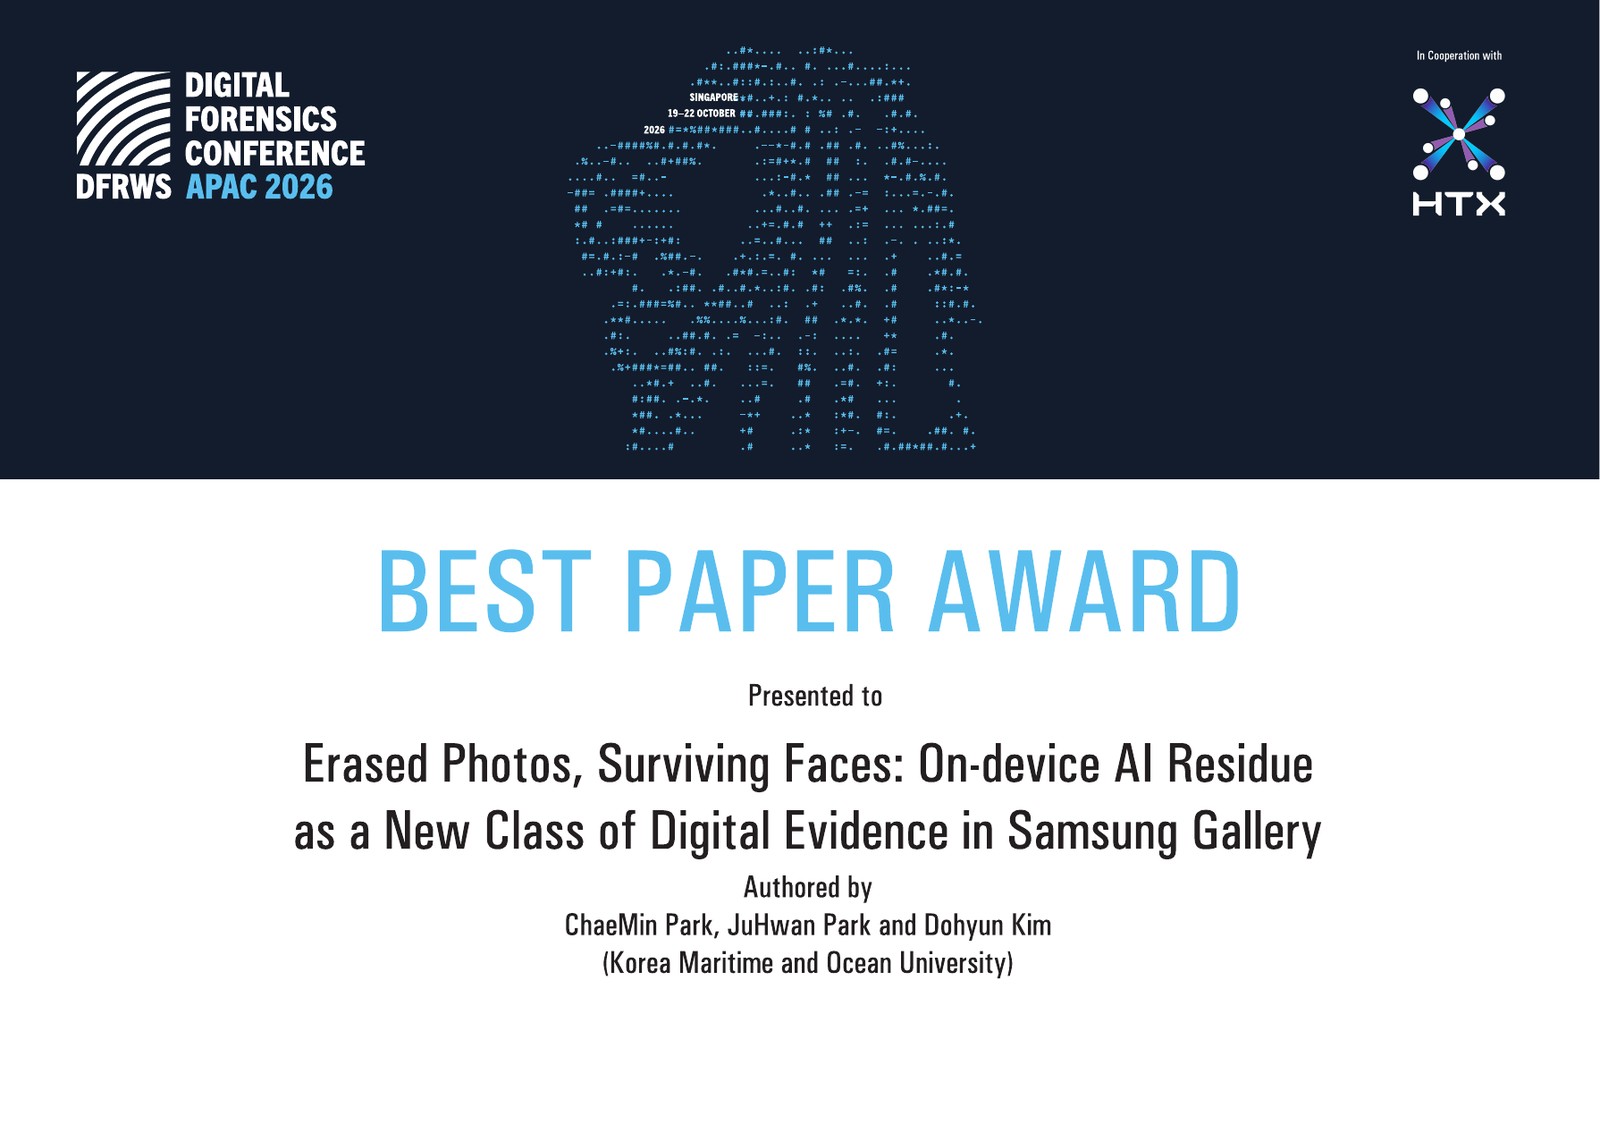 DIGITAL
FORENSICS
CONFERENCE
DFRWS APAC 2026
SINGAPORE
19–22 OCTOBER
2026
In Cooperation with
HTX
BEST PAPER AWARD
Presented to
Erased Photos, Surviving Faces: On-device AI Residue
as a New Class of Digital Evidence in Samsung Gallery
Authored by
ChaeMin Park, JuHwan Park and Dohyun Kim
(Korea Maritime and Ocean University)